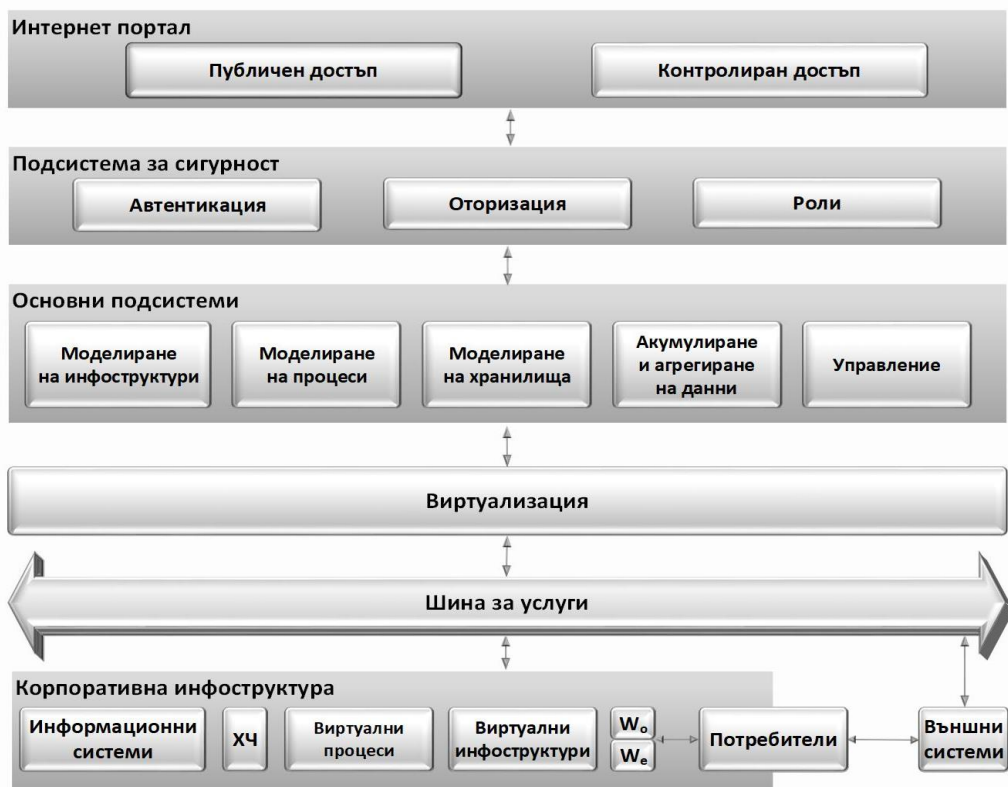 Интернет портал
Публичен достъп
Контролиран достъп
Подсистема за сигурност
Автентикация
Оторизация
Роли
Основни подсистеми
Моделиране
на инфоструктури
Моделиране
на процеси
Моделиране
на хранилища
Акумулиране
и агрегиране
на данни
Управление
Виртуализация
Шина за услуги
Корпоративна инфоструктура
Информационни
системи
ХЧ
Виртуални
процеси
Виртуални
инфоструктури
Wo
We
Потребители
Външни
системи